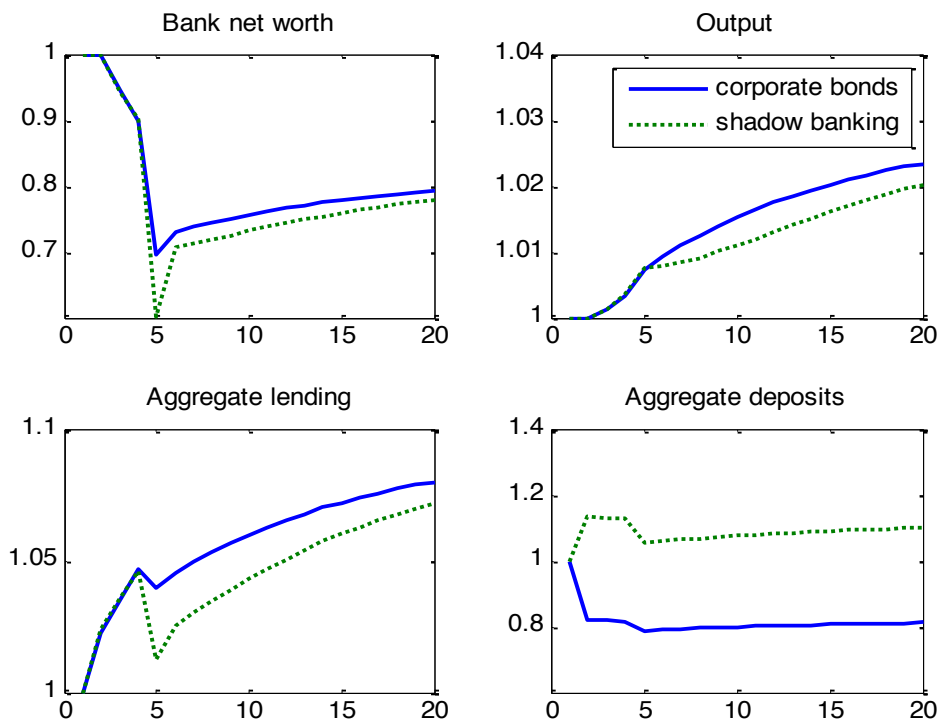 Bank net worth
1
0.9
0.8
0.7
0 5 10 15 20
Output
1.04
1.03
1.02
1.01
1
0 5 10 15 20
corporate bonds
shadow banking
Aggregate lending
1.1
1.05
1
0 5 10 15 20
Aggregate deposits
1.4
1.2
1
0.8
0 5 10 15 20